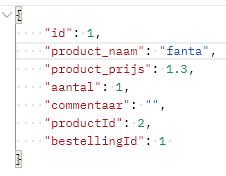 {
"id": 1,
"product_naam": "fanta",
"product_prijs": 1.3,
"aantal": 1,
"commentaar": "",
"productId": 2,
"bestellingId": 1
}